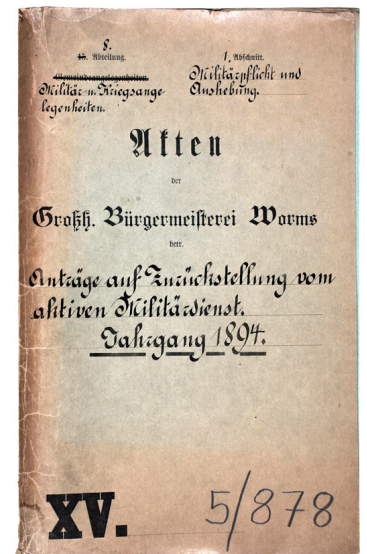 8.
15. Abteilung.
1. Abschnitt.
Gemeindeangelegenheiten
Militär- u. Kriegsange-
legenheiten.
Militärpflicht und
Aushebung.
Akten
der
Großh. Bürgermeisterei Worms
betr.
Anträge auf Zurückstellung vom
aktiven Militärdienst.
Jahrgang 1894.
XV.
5/878